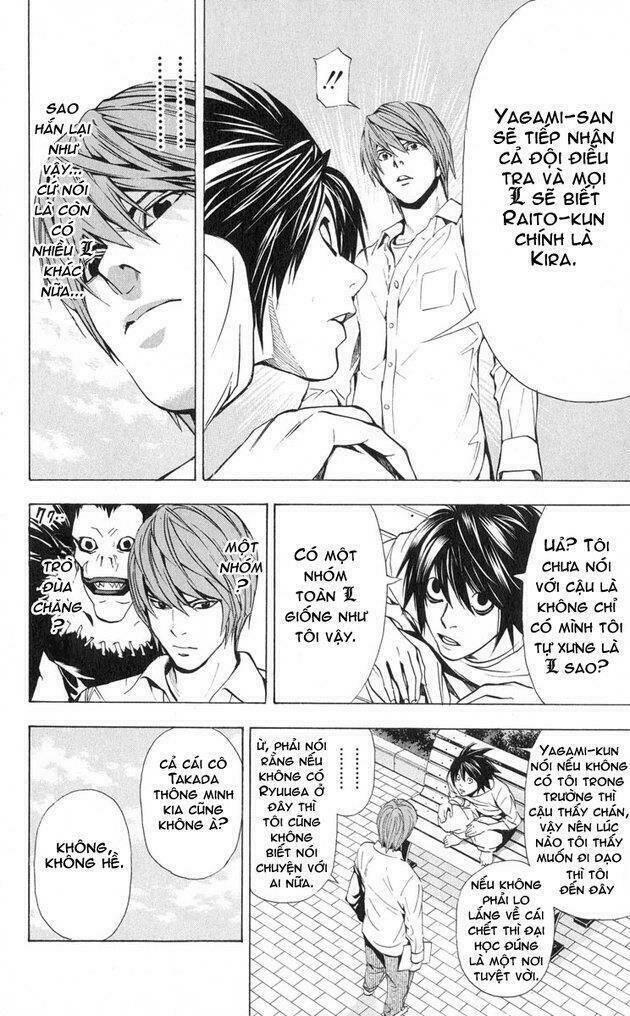 YAGAMI-SAN
SẼ TIẾP NHẬN
CẢ ĐỘI ĐIỀU
TRA VÀ MỌI
L SẼ BIẾT
RAITO-KUN
CHÍNH LÀ
KIRA.
!!
........
SAO
HẮN LẠI
NHƯ
VẬY...
CỨ NÓI
LÀ CÒN
CÓ
NHIỀU L
KHÁC
NỮA...
UẢ? TÔI
CHƯA NÓI
VỚI CẬU LÀ
KHÔNG CHỈ
CÓ MÌNH TÔI
TỰ XƯNG LÀ
L SAO?
CÓ MỘT
NHÓM
TOÀN L
GIỐNG NHƯ
TÔI VẬY.
MỘT
NHÓM?
TRÒ
ĐÙA
CHĂNG?
YAGAMI-KUN
NÓI NẾU KHÔNG
CÓ TÔI TRONG
TRƯỜNG THÌ
CẬU THẤY CHÁN,
VẬY NÊN LÚC
NÀO TÔI THẤY
MUỐN ĐI DẠO
THÌ TÔI
ĐẾN ĐÂY
NẾU KHÔNG
PHẢI LO
LẮNG VỀ CÁI
CHẾT THÌ ĐẠI
HỌC ĐÚNG
LÀ MỘT NƠI
TUYỆT VỜI.
........
Ừ, PHẢI NÓI
RẰNG NẾU
KHÔNG CÓ
RYUUGA Ở
ĐÂY THÌ
TÔI CŨNG
KHÔNG
BIẾT NÓI
CHUYỆN VỚI
AI NỮA.
CẢ CÁI CÔ
TAKADA
THÔNG MINH
KIA CŨNG
KHÔNG À?
KHÔNG,
KHÔNG HỀ.